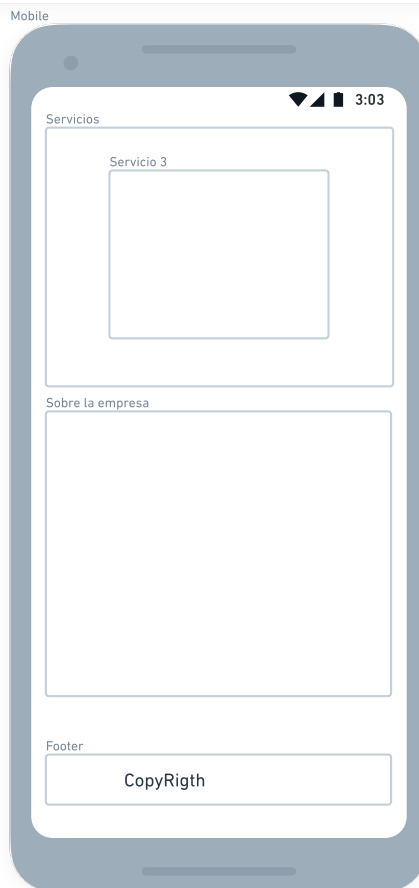 Mobile
3:03
Servicios
Servicio 3
Sobre la empresa
Footer
CopyRigth